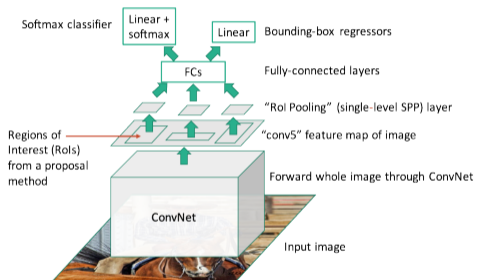 Softmax classifier
Linear +
softmax
Linear
Bounding-box regressors
FCs
Fully-connected layers
"RoI Pooling" (single-level SPP) layer
Regions of
Interest (RoIs)
from a proposal
method
"conv5" feature map of image
Forward whole image through ConvNet
ConvNet
Input image